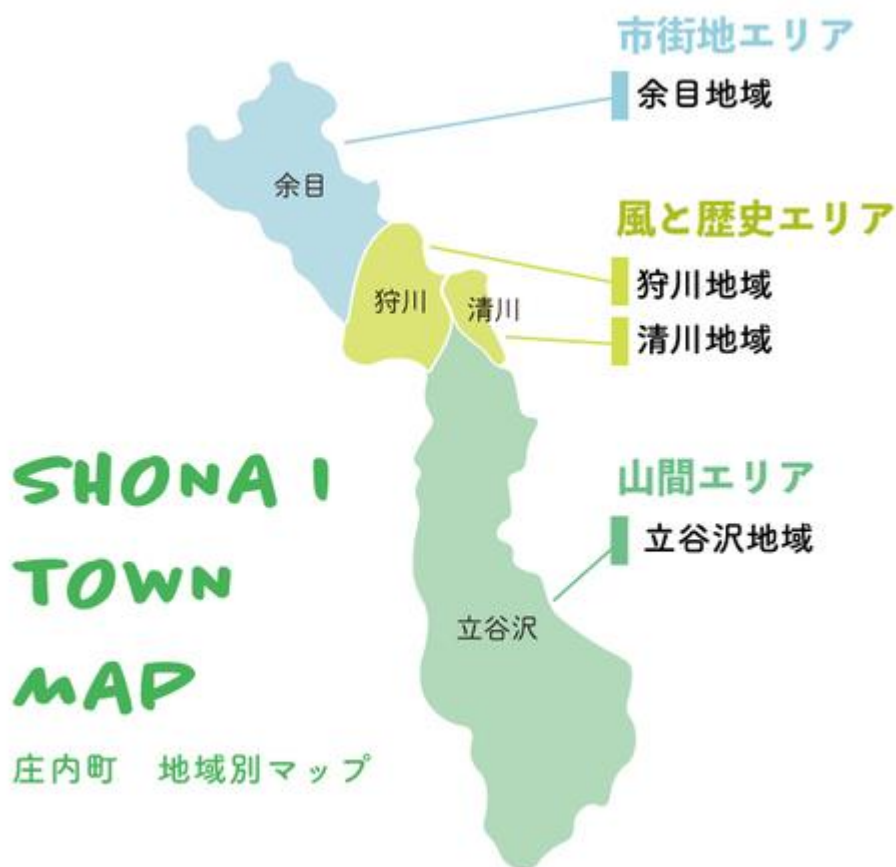 市街地エリア
余目地域
余目
風と歴史エリア
狩川地域
狩川
清川
清川地域
SHONAI
TOWN
MAP
庄内町 地域別マップ
山間エリア
立谷沢地域
立谷沢